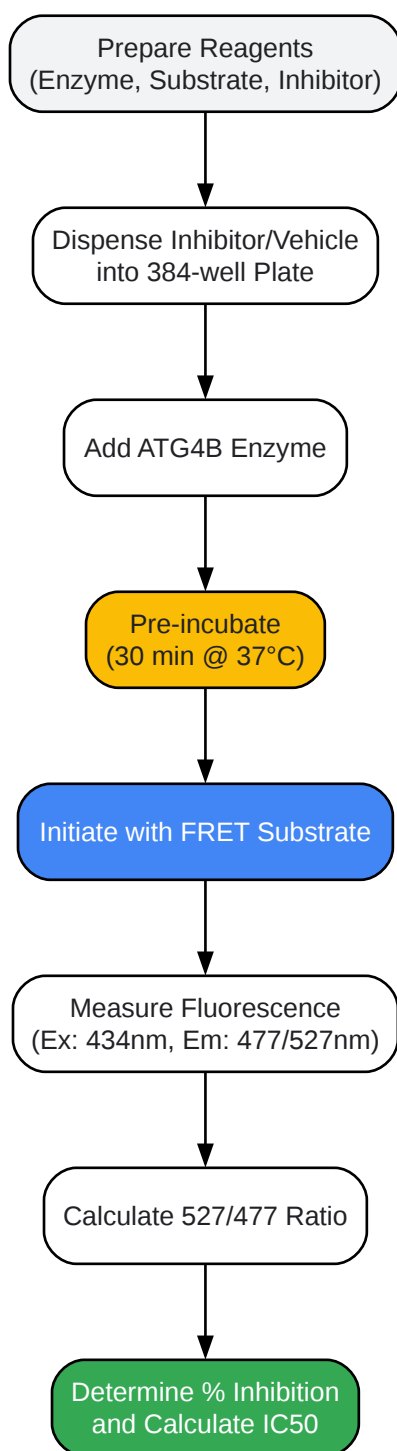 Prepare Reagents
(Enzyme, Substrate, Inhibitor)
Dispense Inhibitor/Vehicle
into 384-well Plate
Add ATG4B Enzyme
Pre-incubate
(30 min @ 37°C)
Initiate with FRET Substrate
Measure Fluorescence
(Ex: 434nm, Em: 477/527nm)
Calculate 527/477 Ratio
Determine % Inhibition
and Calculate IC50